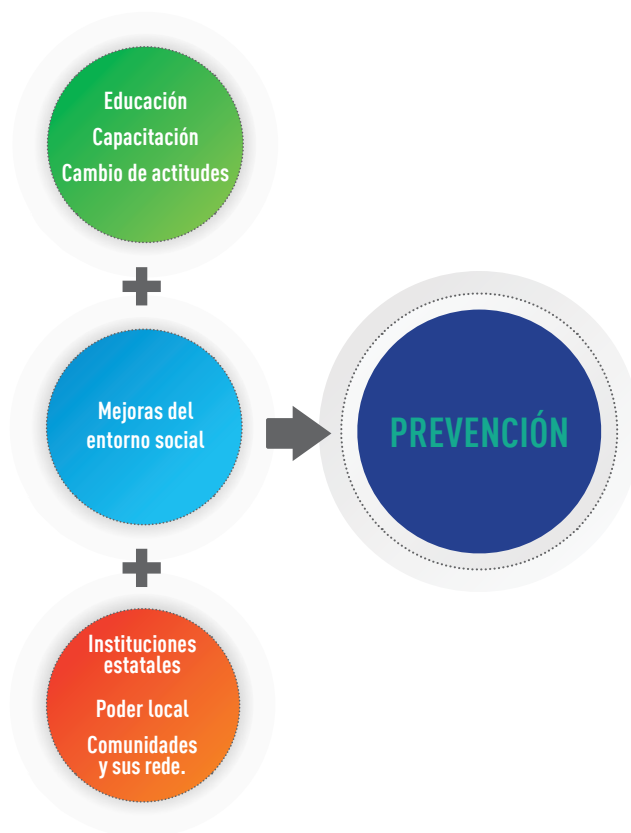 Educación
Capacitación
Cambio de actitudes
Mejoras del
entorno social
PREVENCIÓN
Instituciones
estatales
Poder local
Comunidades
y sus rede.